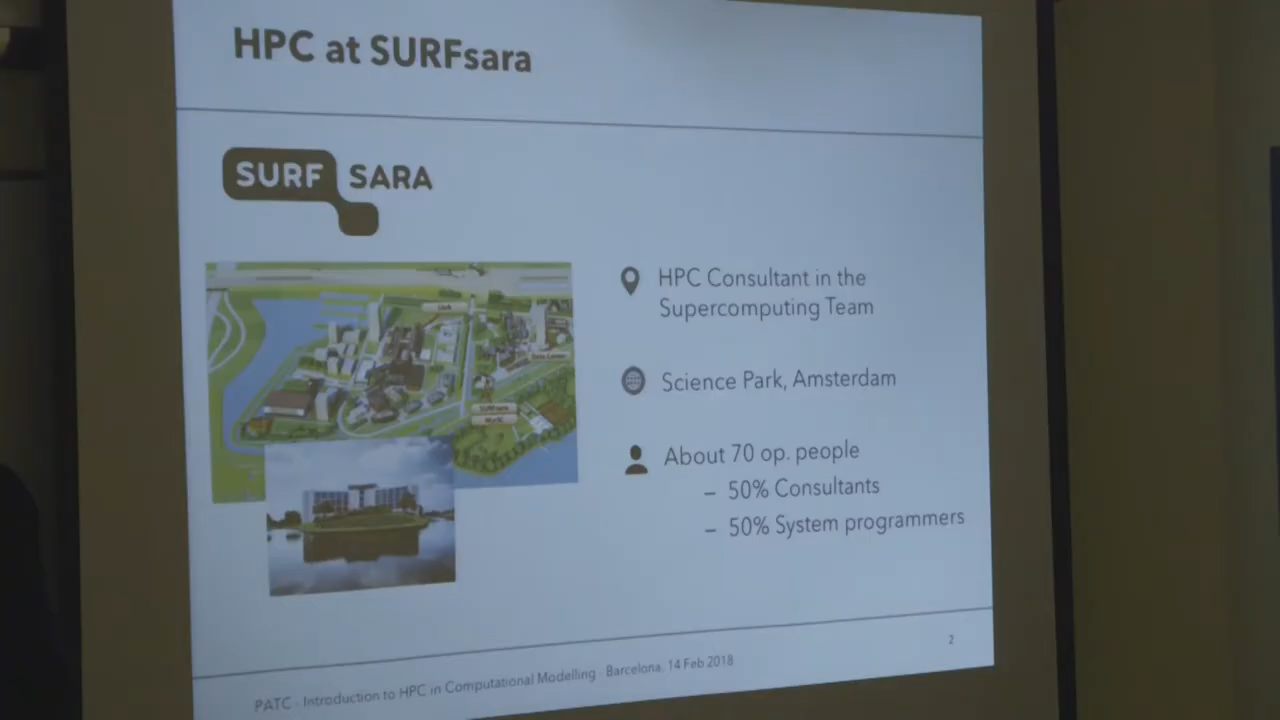 HPC at SURFsara
SURF SARA
HPC Consultant in the
Supercomputing Team
Science Park, Amsterdam
About 70 op. people
– 50% Consultants
– 50% System programmers
SURFsara
2
PATC - Introduction to HPC in Computational Modelling Barcelona, 14 Feb 2018